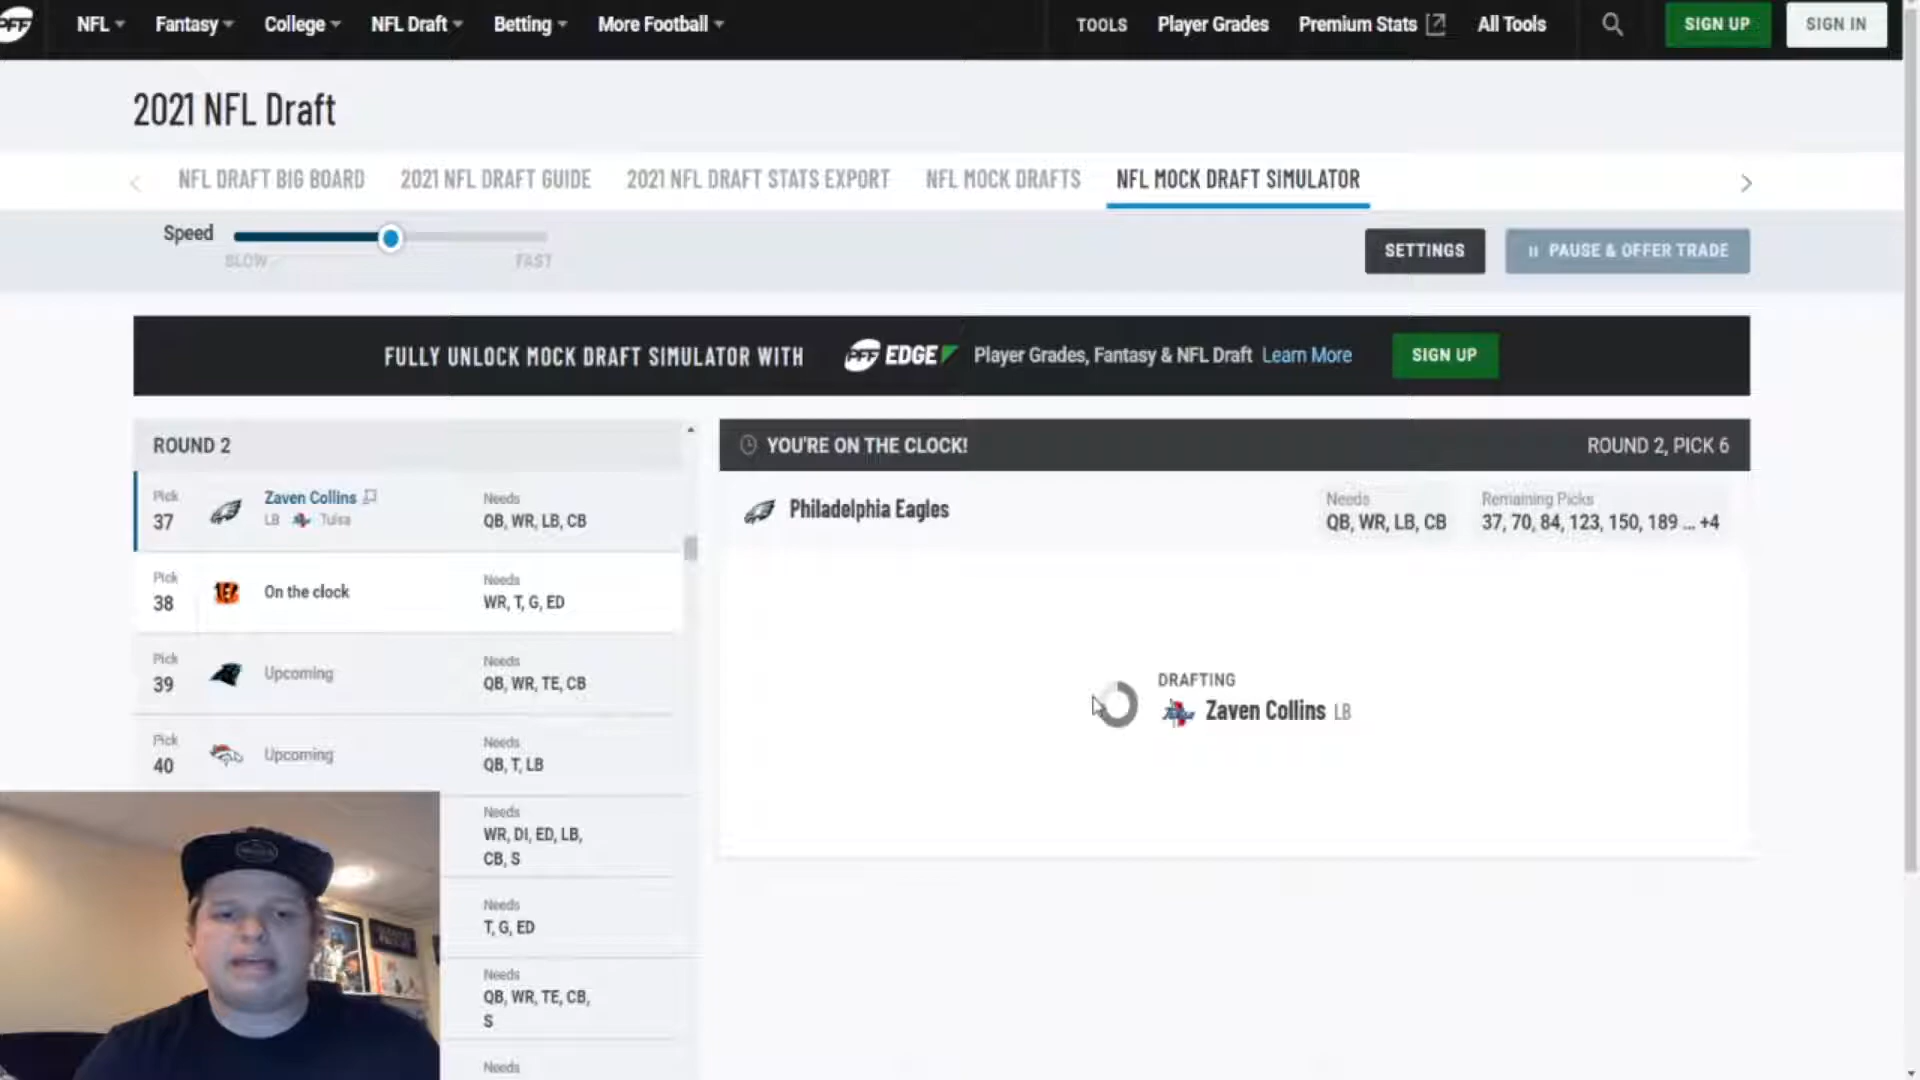 PFF NFL Fantasy College NFL Draft Betting More Football TOOLS Player Grades Premium Stats All Tools SIGN UP SIGN IN
2021 NFL Draft
NFL DRAFT BIG BOARD 2021 NFL DRAFT GUIDE 2021 NFL DRAFT STATS EXPORT NFL MOCK DRAFTS NFL MOCK DRAFT SIMULATOR
Speed
SLOW FAST
SETTINGS PAUSE & OFFER TRADE
FULLY UNLOCK MOCK DRAFT SIMULATOR WITH PFF EDGE Player Grades, Fantasy & NFL Draft Learn More SIGN UP
ROUND 2
Pick
37
Zaven Collins
LB Tulsa
Needs
QB, WR, LB, CB
Pick
38
On the clock
Needs
WR, T, G, ED
Pick
39
Upcoming
Needs
QB, WR, TE, CB
Pick
40
Upcoming
Needs
QB, T, LB
Needs
WR, DI, ED, LB,
CB, S
Needs
T, G, ED
Needs
QB, WR, TE, CB,
S
Needs
YOU'RE ON THE CLOCK! ROUND 2, PICK 6
Philadelphia Eagles
Needs
QB, WR, LB, CB
Remaining Picks
37, 70, 84, 123, 150, 189 ... +4
DRAFTING
Zaven Collins LB